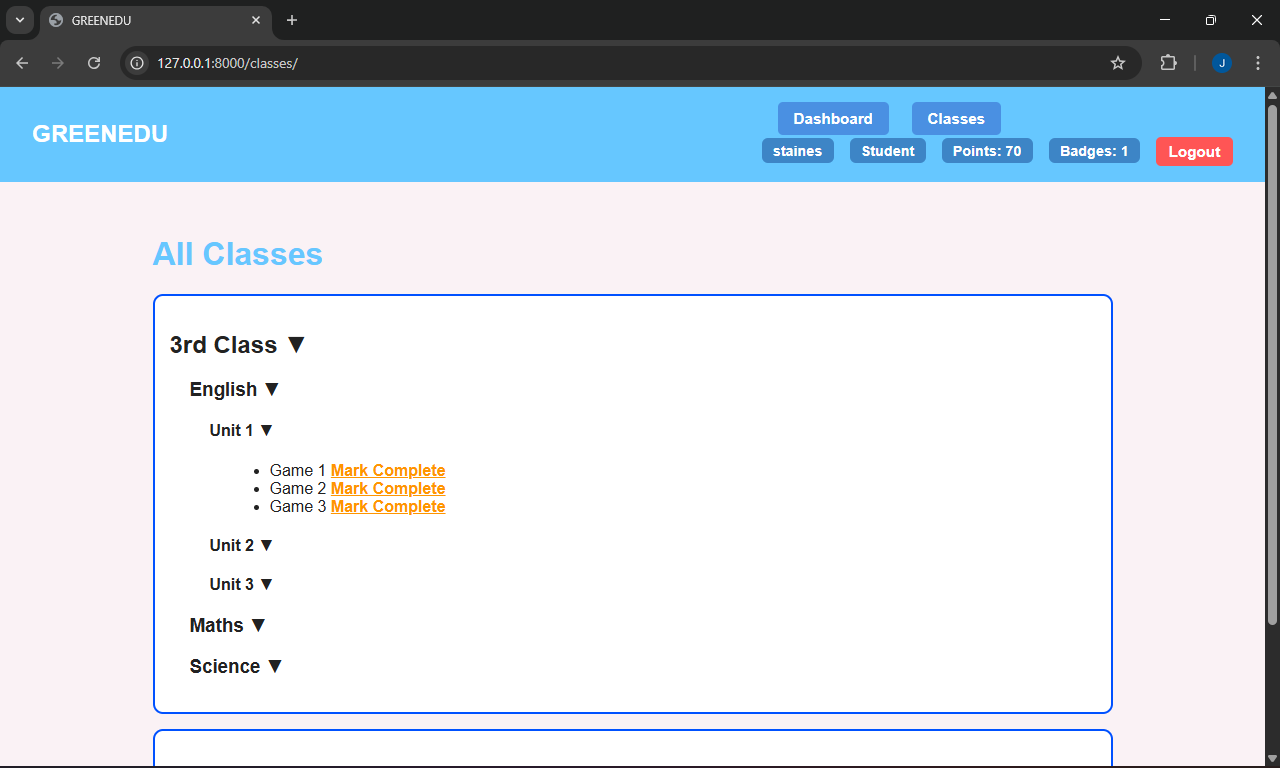 GREENEDU
127.0.0.1:8000/classes/
J
GREENEDU
Dashboard Classes
staines Student Points: 70 Badges: 1 Logout
All Classes
3rd Class ▼
English ▼
Unit 1 ▼
• Game 1 Mark Complete
• Game 2 Mark Complete
• Game 3 Mark Complete
Unit 2 ▼
Unit 3 ▼
Maths ▼
Science ▼